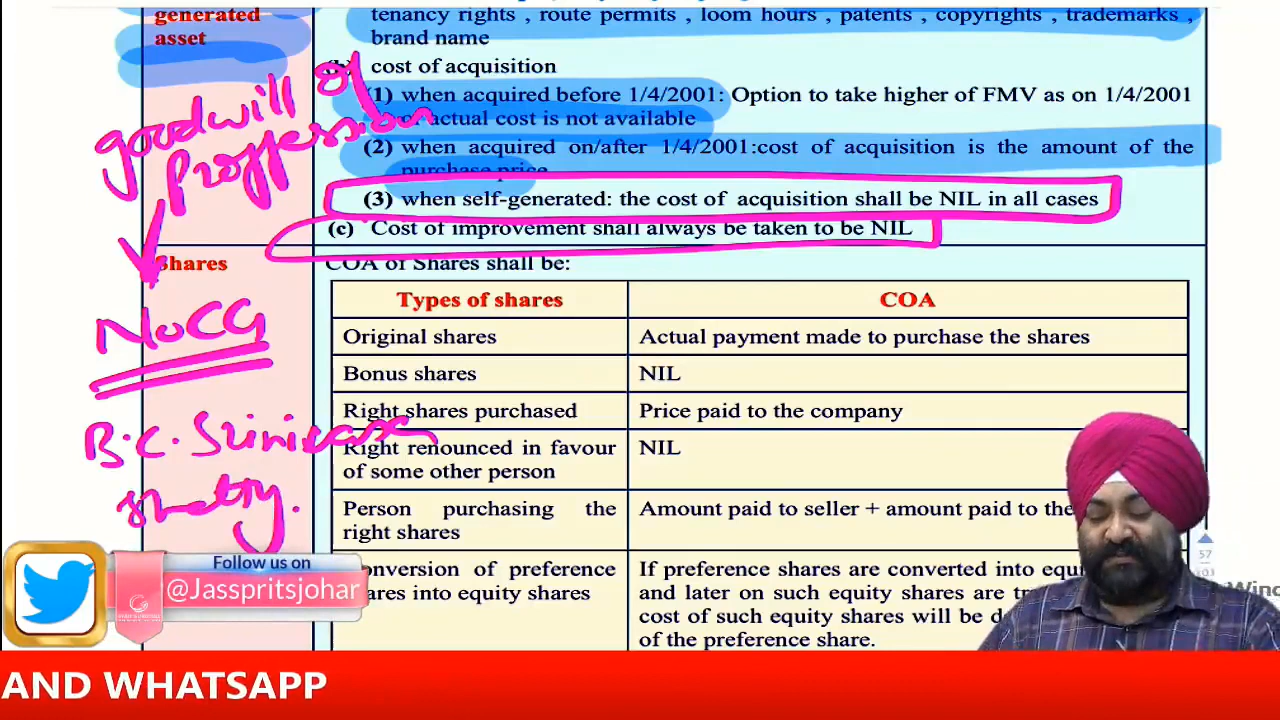 generated
asset
tenancy rights , route permits , loom hours , patents , copyrights , trademarks ,
brand name
cost of acquisition
(1) when acquired before 1/4/2001: Option to take higher of FMV as on 1/4/2001
actual cost is not available
(2) when acquired on/after 1/4/2001:cost of acquisition is the amount of the
purchase price
(3) when self-generated: the cost of acquisition shall be NIL in all cases
(c) Cost of improvement shall always be taken to be NIL
goodwill of
Proffession
NoCG
B.C. Srinivasa
Shetty.
Shares
COA of Shares shall be:
Types of shares COA
Original shares Actual payment made to purchase the shares
Bonus shares NIL
Right shares purchased Price paid to the company
Right renounced in favour NIL
of some other person
Person purchasing the Amount paid to seller + amount paid to the
right shares
onversion of preference If preference shares are converted into equ
ares into equity shares and later on such equity shares are tr
cost of such equity shares will be d
of the preference share.
Follow us on
@Jasspritsjohar
57
Wind
AND WHATSAPP